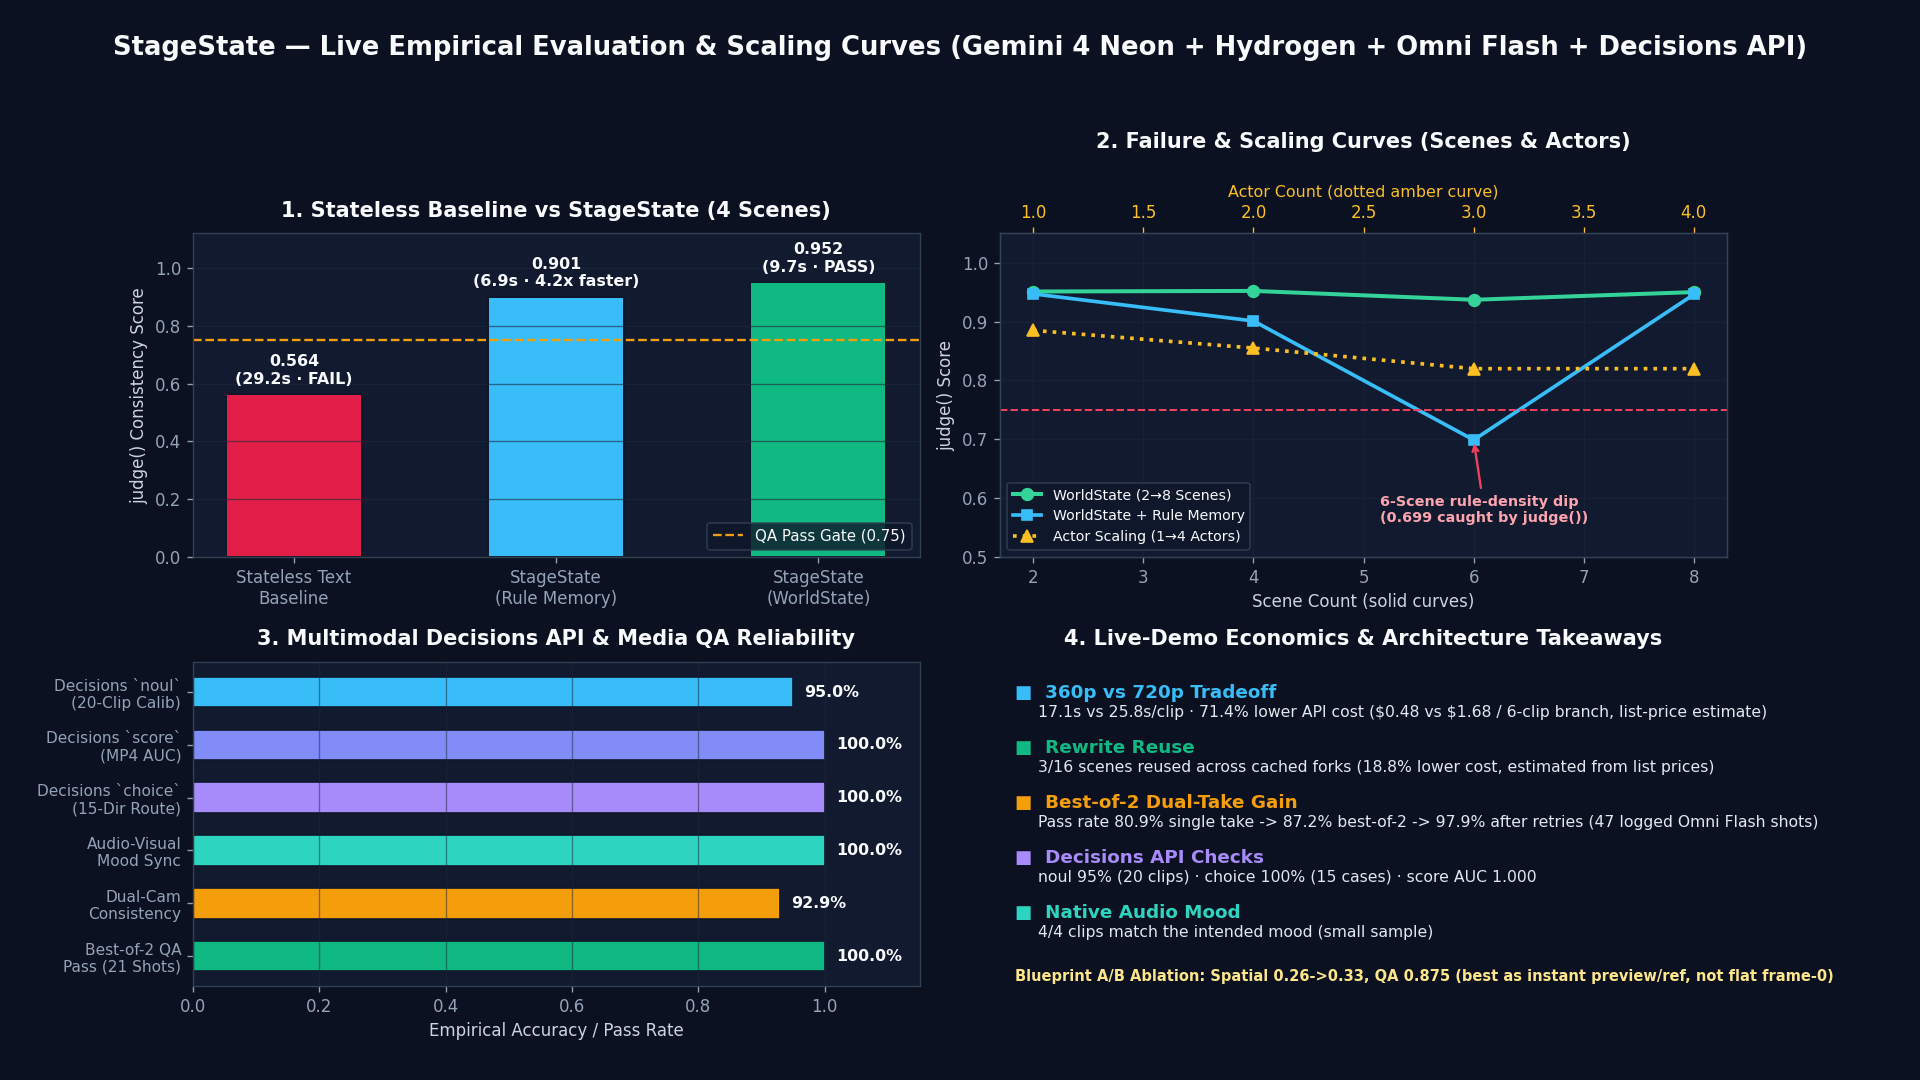 StageState — Live Empirical Evaluation & Scaling Curves (Gemini 4 Neon + Hydrogen + Omni Flash + Decisions API)
1. Stateless Baseline vs StageState (4 Scenes)
judge() Consistency Score
1.0
0.8
0.6
0.4
0.2
0.0
0.564
(29.2s · FAIL)
0.901
(6.9s · 4.2x faster)
0.952
(9.7s · PASS)
QA Pass Gate (0.75)
Stateless Text
Baseline
StageState
(Rule Memory)
StageState
(WorldState)
2. Failure & Scaling Curves (Scenes & Actors)
Actor Count (dotted amber curve)
1.0 1.5 2.0 2.5 3.0 3.5 4.0
judge() Score
1.0
0.9
0.8
0.7
0.6
0.5
WorldState (2→8 Scenes)
WorldState + Rule Memory
Actor Scaling (1→4 Actors)
6-Scene rule-density dip
(0.699 caught by judge())
2 3 4 5 6 7 8
Scene Count (solid curves)
3. Multimodal Decisions API & Media QA Reliability
Decisions `noul`
(20-Clip Calib)
95.0%
Decisions `score`
(MP4 AUC)
100.0%
Decisions `choice`
(15-Dir Route)
100.0%
Audio-Visual
Mood Sync
100.0%
Dual-Cam
Consistency
92.9%
Best-of-2 QA
Pass (21 Shots)
100.0%
0.0 0.2 0.4 0.6 0.8 1.0
Empirical Accuracy / Pass Rate
4. Live-Demo Economics & Architecture Takeaways
■ 360p vs 720p Tradeoff
17.1s vs 25.8s/clip · 71.4% lower API cost ($0.48 vs $1.68 / 6-clip branch, list-price estimate)
■ Rewrite Reuse
3/16 scenes reused across cached forks (18.8% lower cost, estimated from list prices)
■ Best-of-2 Dual-Take Gain
Pass rate 80.9% single take -> 87.2% best-of-2 -> 97.9% after retries (47 logged Omni Flash shots)
■ Decisions API Checks
noul 95% (20 clips) · choice 100% (15 cases) · score AUC 1.000
■ Native Audio Mood
4/4 clips match the intended mood (small sample)
Blueprint A/B Ablation: Spatial 0.26->0.33, QA 0.875 (best as instant preview/ref, not flat frame-0)